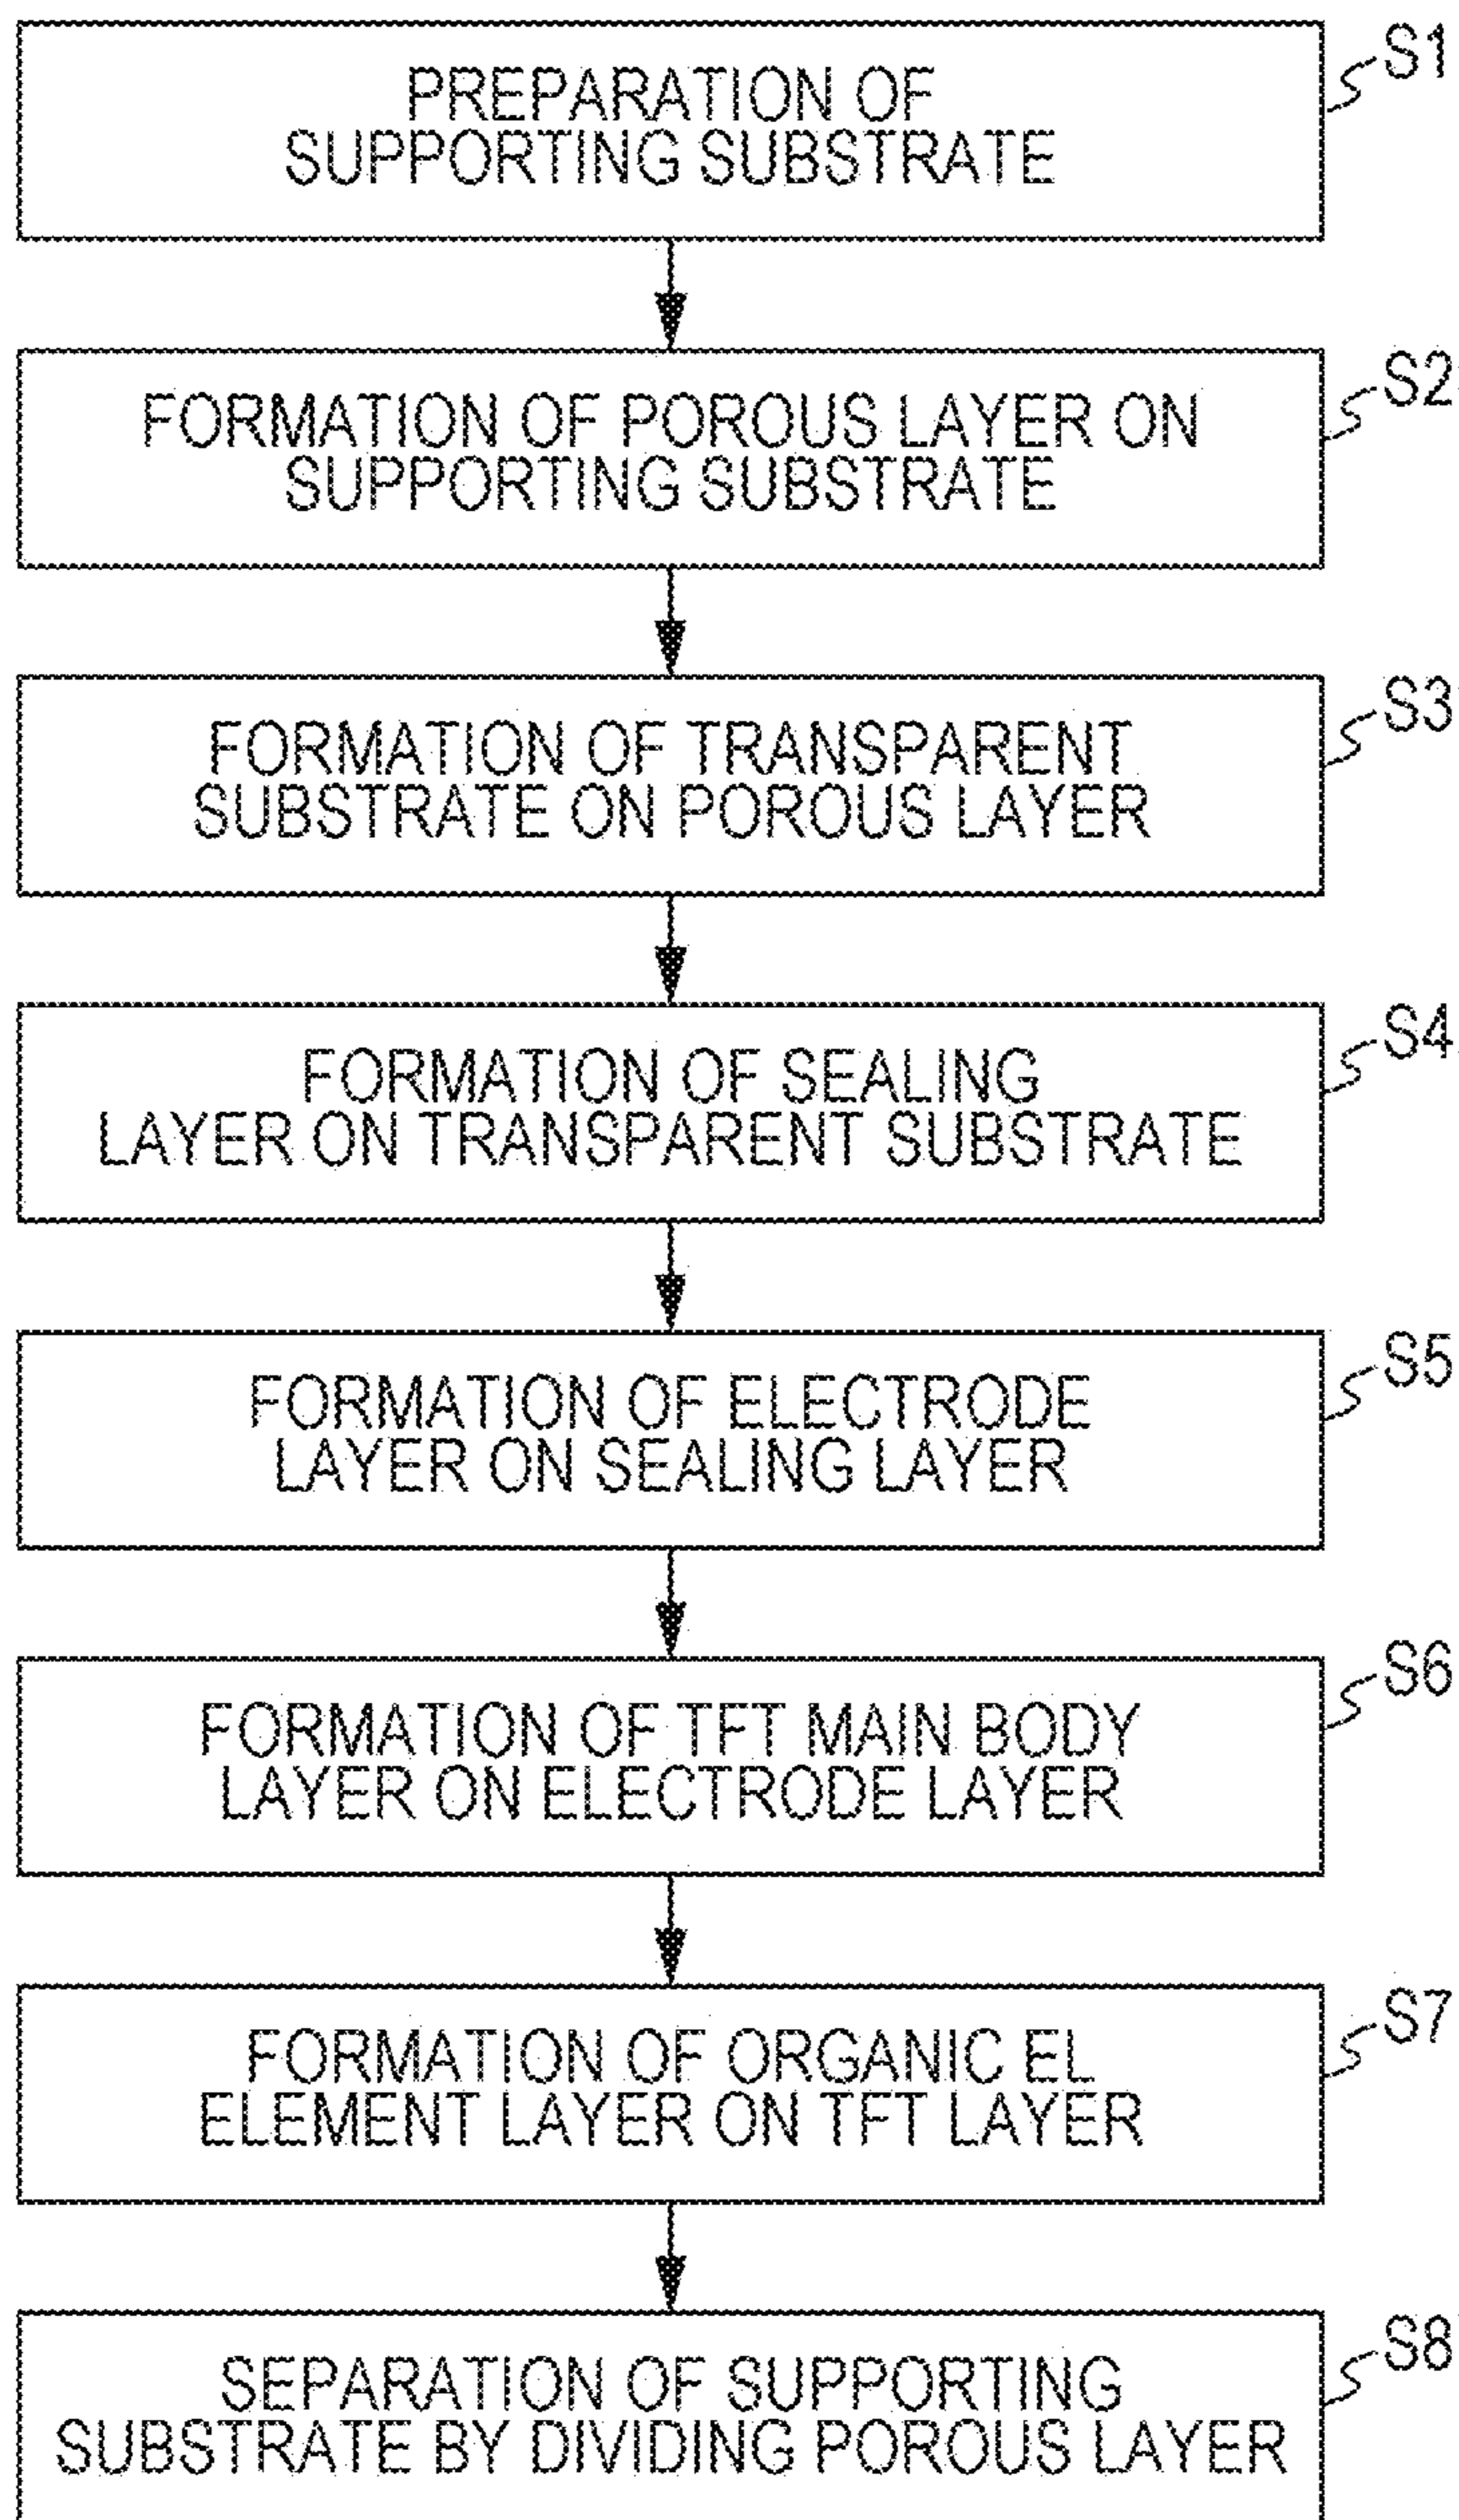 S1
PREPARATION OF
SUPPORTING SUBSTRATE
S2
FORMATION OF POROUS LAYER ON
SUPPORTING SUBSTRATE
S3
FORMATION OF TRANSPARENT
SUBSTRATE ON POROUS LAYER
S4
FORMATION OF SEALING
LAYER ON TRANSPARENT SUBSTRATE
S5
FORMATION OF ELECTRODE
LAYER ON SEALING LAYER
S6
FORMATION OF TFT MAIN BODY
LAYER ON ELECTRODE LAYER
S7
FORMATION OF ORGANIC EL
ELEMENT LAYER ON TFT LAYER
S8
SEPARATION OF SUPPORTING
SUBSTRATE BY DIVIDING POROUS LAYER